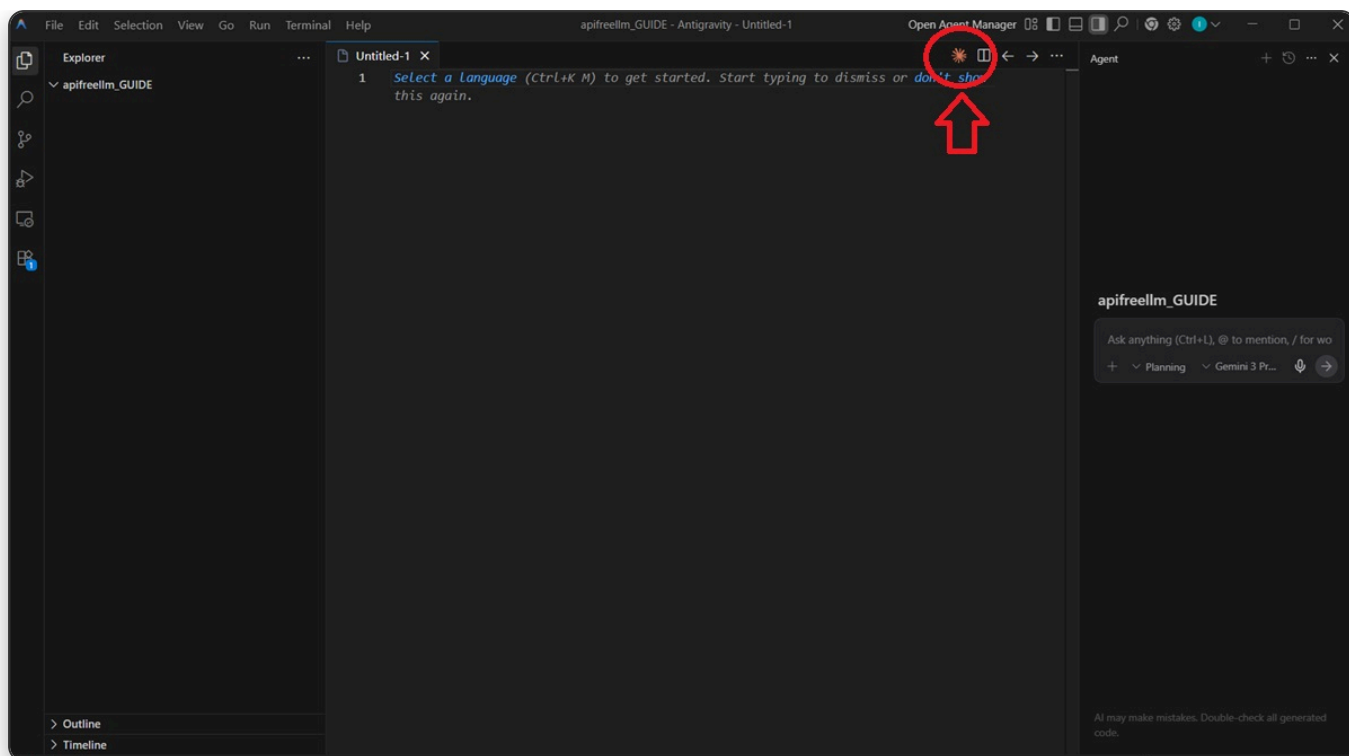 File Edit Selection View Go Run Terminal Help
apifreellm_GUIDE - Antigravity - Untitled-1
Open Agent Manager
Explorer
apifreellm_GUIDE
1
Outline
Timeline
Untitled-1
1 Select a language (Ctrl+K M) to get started. Start typing to dismiss or don't show
this again.
Agent
apifreellm_GUIDE
Ask anything (Ctrl+L), @ to mention, / for wo
Planning Gemini 3 Pr...
AI may make mistakes. Double-check all generated
code.